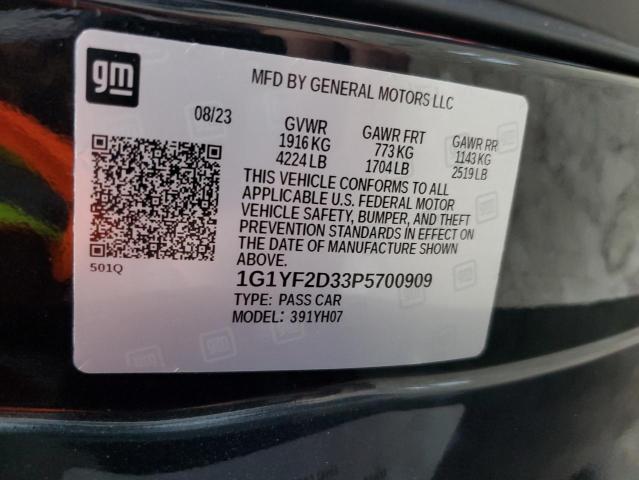 gm
MFD BY GENERAL MOTORS LLC
08/23
GVWR GAWR FRT GAWR RR
1916 KG 773 KG 1143 KG
4224 LB 1704 LB 2519 LB
THIS VEHICLE CONFORMS TO ALL
APPLICABLE U.S. FEDERAL MOTOR
VEHICLE SAFETY, BUMPER, AND THEFT
PREVENTION STANDARDS IN EFFECT ON
THE DATE OF MANUFACTURE SHOWN
ABOVE.
501Q
1G1YF2D33P5700909
TYPE: PASS CAR
MODEL: 391YH07